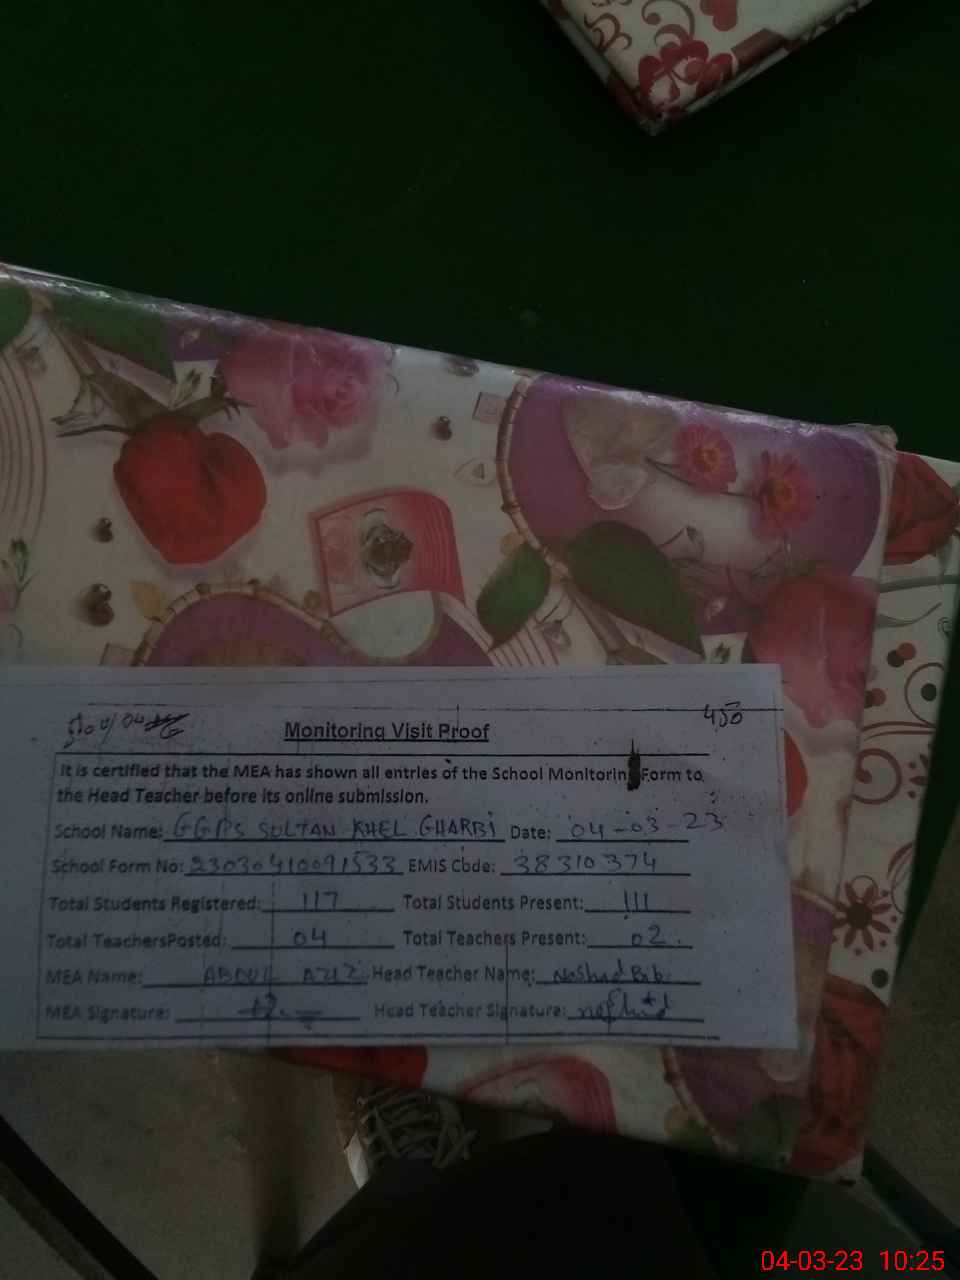 450
Monitoring Visit Proof
It is certified that the MEA has shown all entries of the School Monitorin Form to
the Head Teacher before its online submission.
School Name: GGPS SULTAN KHEL GHARBI Date: 04-03-23
School Form No: 23030410091533 EMIS Code: 38310374
Total Students Registered: 117 Total Students Present: 111
Total TeachersPosted: 04 Total Teachers Present: 02.
MEA Name: ABDUL AZIZ Head Teacher Name: Noshad Bibi
MEA Signature: Head Teacher Signature:
04-03-23 10:25